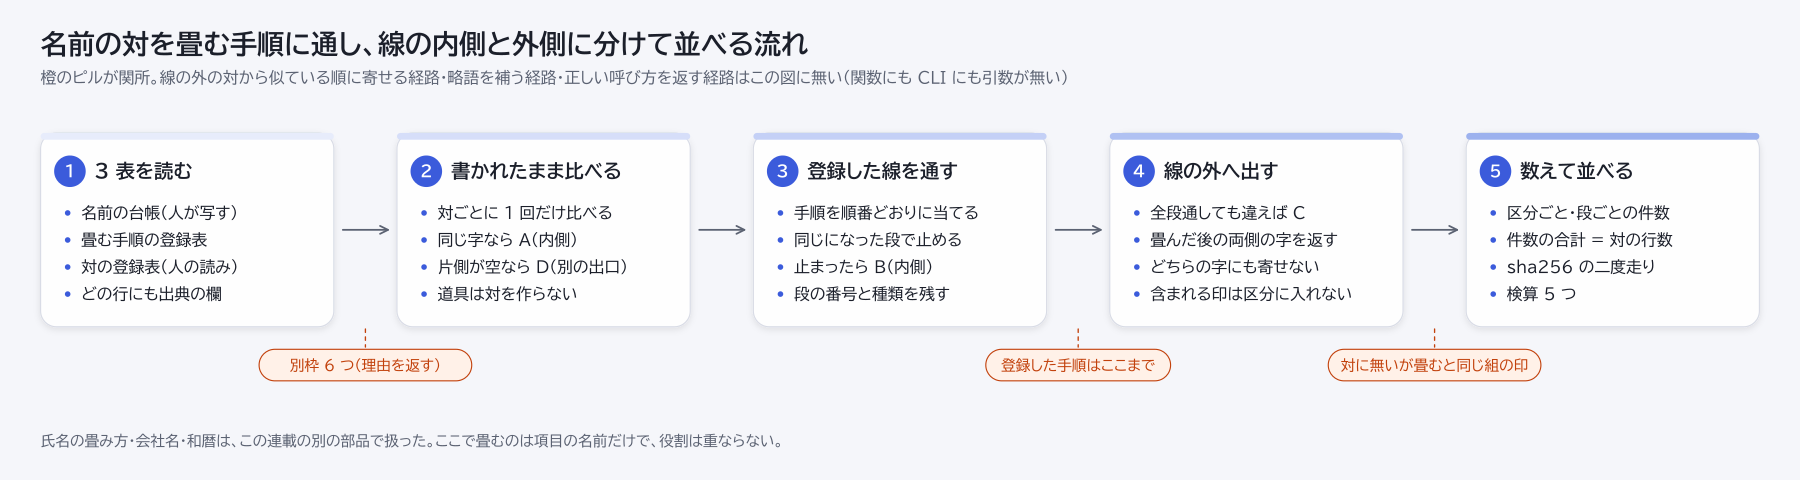 名前の対を畳む手順に通し、線の内側と外側に分けて並べる流れ
橙のピルが関所。線の外の対から似ている順に寄せる経路・略語を補う経路・正しい呼び方を返す経路はこの図に無い（関数にも CLI にも引数が無い）
1 3 表を読む
• 名前の台帳（人が写す）
• 畳む手順の登録表
• 対の登録表（人の読み）
• どの行にも出典の欄
2 書かれたまま比べる
• 対ごとに 1 回だけ比べる
• 同じ字なら A（内側）
• 片側が空なら D（別の出口）
• 道具は対を作らない
3 登録した線を通す
• 手順を順番どおりに当てる
• 同じになった段で止める
• 止まったら B（内側）
• 段の番号と種類を残す
4 線の外へ出す
• 全段通しても違えば C
• 畳んだ後の両側の字を返す
• どちらの字にも寄せない
• 含まれる印は区分に入れない
5 数えて並べる
• 区分ごと・段ごとの件数
• 件数の合計 = 対の行数
• sha256 の二度走り
• 検算 5 つ
別枠 6 つ（理由を返す）
登録した手順はここまで
対に無いが畳むと同じ組の印
氏名の畳み方・会社名・和暦は、この連載の別の部品で扱った。ここで畳むのは項目の名前だけで、役割は重ならない。